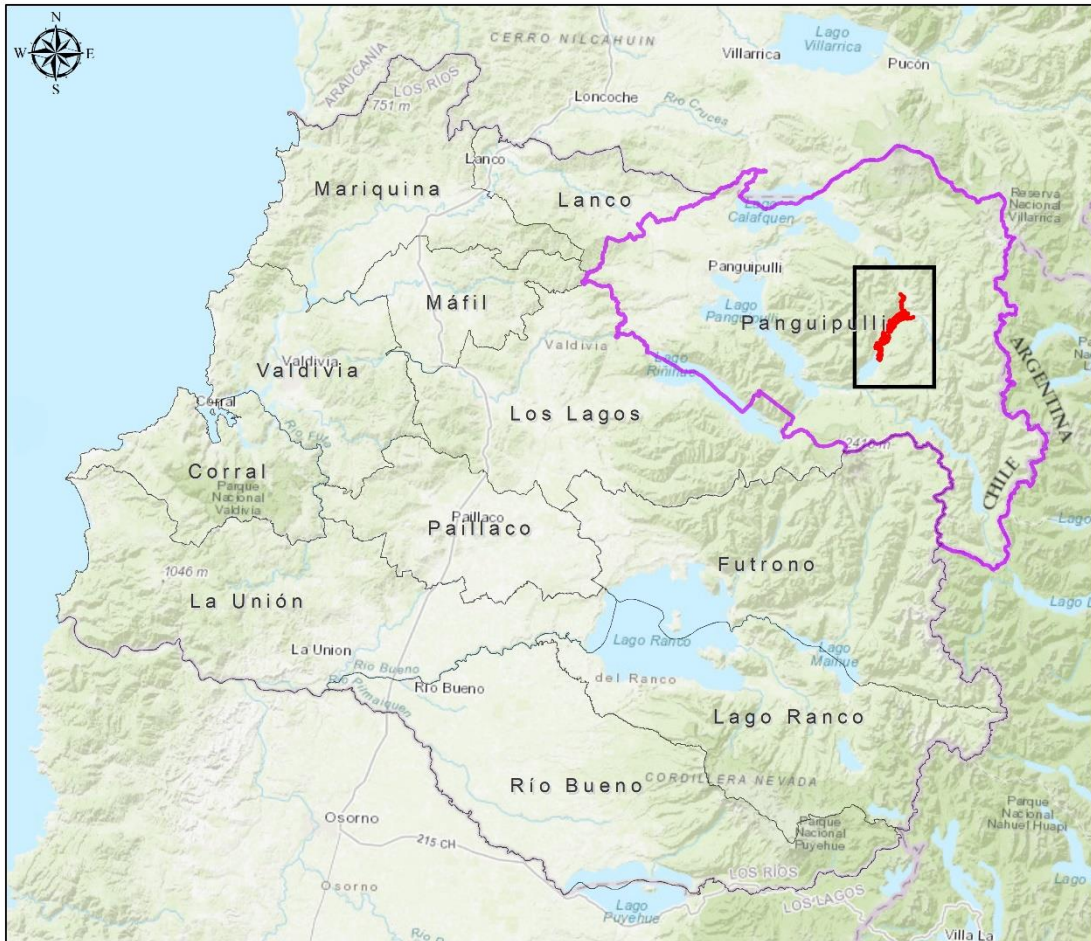 N
W E
S
CERRO NILCAHUIN
Lago
Villarrica
Villarrica
Pucón
ARAUCANÍA
LOS RÍOS
751 m
Loncoche
Río Cruces
Lanco
Mariquina
Lanco
Lago
Calafquen
Reserva
Nacional
Villarrica
Panguipulli
Lago
Panguipulli
Panguipulli
Máfil
Valdivia
Valdivia
Valdivia
Lago
Riñihue
ARGENTINA
CHILE
Corral
Los Lagos
Río Futa
2415 m
Corral
Parque
Nacional
Valdivia
Paillaco
Paillaco
Futrono
1046 m
La Unión
La Union
Lago Ranco
Lago
Maihue
Río Bueno
Río Pilmaiquen
Río Bueno
del Ranco
Lago Ranco
Río Bueno
CORDILLERA NEVADA
Osorno
215 CH
Parque
Nacional
Puyehue
Parque
Nacional
Nahuel Huapi
Osorno
LOS RÍOS
LOS LAGOS
Lago
Puyehue
Lago
Villa La